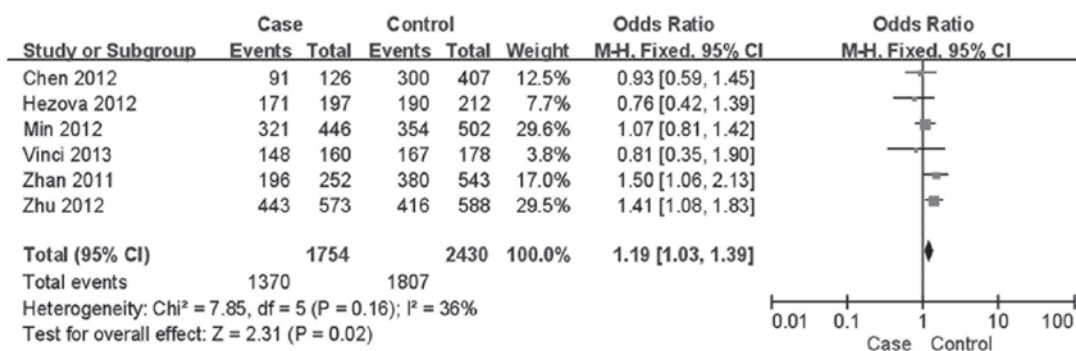 Case Control Odds Ratio Odds Ratio
Study or Subgroup Events Total Events Total Weight M-H, Fixed, 95% CI M-H, Fixed, 95% CI
Chen 2012 91 126 300 407 12.5% 0.93 [0.59, 1.45]
Hezova 2012 171 197 190 212 7.7% 0.76 [0.42, 1.39]
Min 2012 321 446 354 502 29.6% 1.07 [0.81, 1.42]
Vinci 2013 148 160 167 178 3.8% 0.81 [0.35, 1.90]
Zhan 2011 196 252 380 543 17.0% 1.50 [1.06, 2.13]
Zhu 2012 443 573 416 588 29.5% 1.41 [1.08, 1.83]
Total (95% CI) 1754 2430 100.0% 1.19 [1.03, 1.39]
Total events 1370 1807
Heterogeneity: Chi² = 7.85, df = 5 (P = 0.16); I² = 36%
Test for overall effect: Z = 2.31 (P = 0.02)
0.01 0.1 1 10 100
Case Control